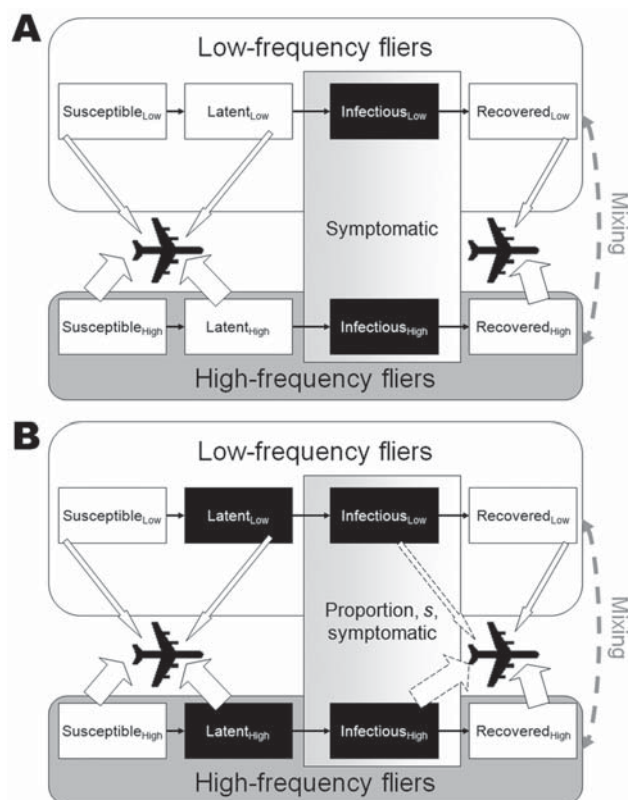 A
Low-frequency fliers
SusceptibleLow
LatentLow
InfectiousLow
RecoveredLow
Symptomatic
Mixing
SusceptibleHigh
LatentHigh
InfectiousHigh
RecoveredHigh
High-frequency fliers
B
Low-frequency fliers
SusceptibleLow
LatentLow
InfectiousLow
RecoveredLow
Proportion, s,
symptomatic
Mixing
SusceptibleHigh
LatentHigh
InfectiousHigh
RecoveredHigh
High-frequency fliers